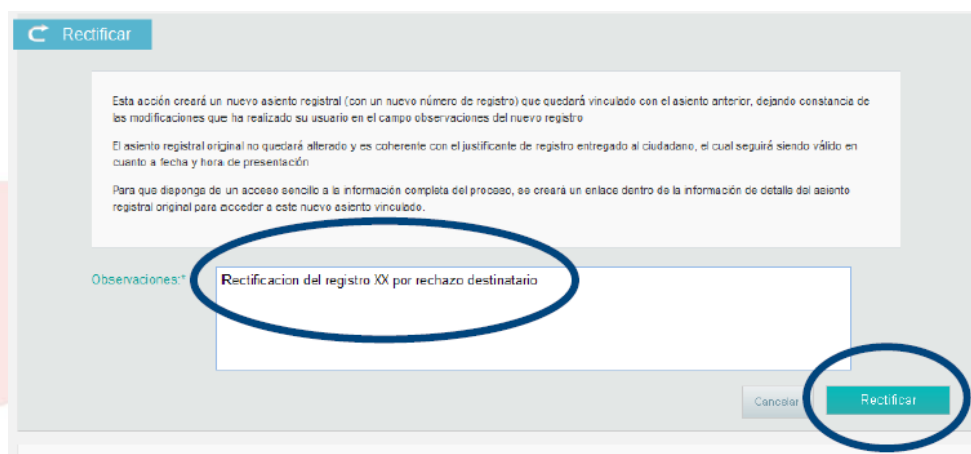 Rectificar
Esta acción creará un nuevo asiento registral (con un nuevo número de registro) que quedará vinculado con el asiento anterior, dejando constancia de
las modificaciones que ha realizado su usuario en el campo observaciones del nuevo registro
El asiento registral original no quedará alterado y es coherente con el justificante de registro entregado al ciudadano, el cual seguirá siendo válido en
cuanto a fecha y hora de presentación
Para que disponga de un acceso sencillo a la información completa del proceso, se creará un enlace dentro de la información de detalle del asiento
registral original para acceder a este nuevo asiento vinculado.
Observaciones:*
Rectificacion del registro XX por rechazo destinatario
Cancelar
Rectificar